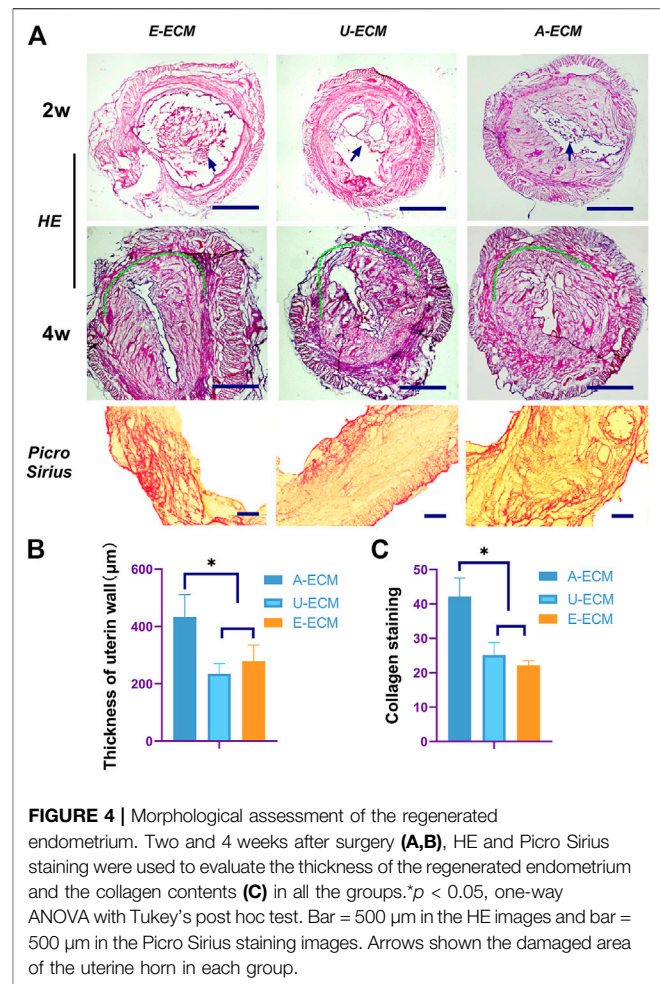 A
E-ECM
U-ECM
A-ECM
2w
HE
4w
Picro
Sirius
B
Thickness of uterin wall (μm)
600
400
200
0
*
A-ECM
U-ECM
E-ECM
C
Collagen staining
50
40
30
20
10
0
*
A-ECM
U-ECM
E-ECM
FIGURE 4 | Morphological assessment of the regenerated
endometrium. Two and 4 weeks after surgery (A,B), HE and Picro Sirius
staining were used to evaluate the thickness of the regenerated endometrium
and the collagen contents (C) in all the groups.*p < 0.05, one-way
ANOVA with Tukey's post hoc test. Bar = 500 μm in the HE images and bar =
500 μm in the Picro Sirius staining images. Arrows shown the damaged area
of the uterine horn in each group.